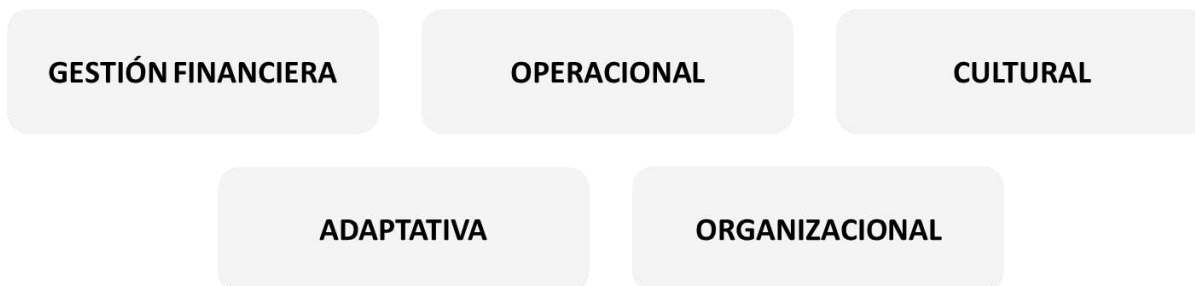 GESTIÓN FINANCIERA
OPERACIONAL
CULTURAL
ADAPTATIVA
ORGANIZACIONAL